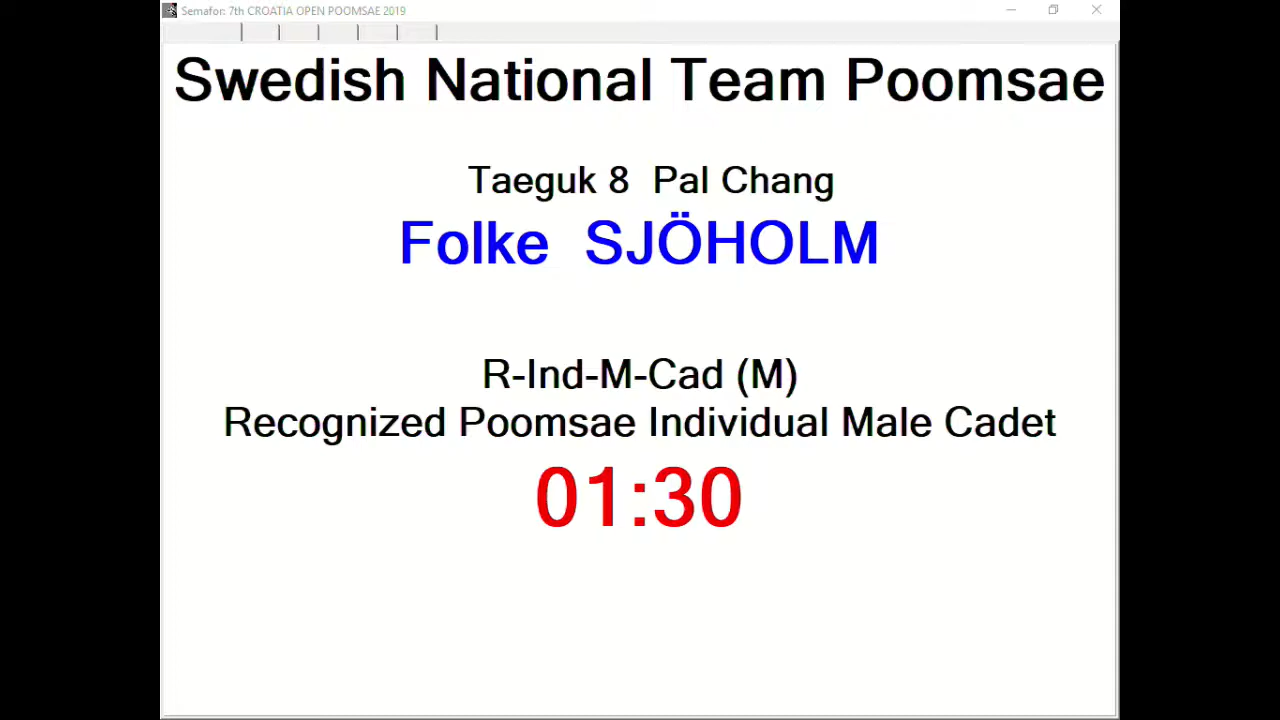 Semafor: 7th CROATIA OPEN POOMSAE 2019
Swedish National Team Poomsae
Taeguk 8 Pal Chang
Folke SJÖHOLM
R-Ind-M-Cad (M)
Recognized Poomsae Individual Male Cadet
01:30